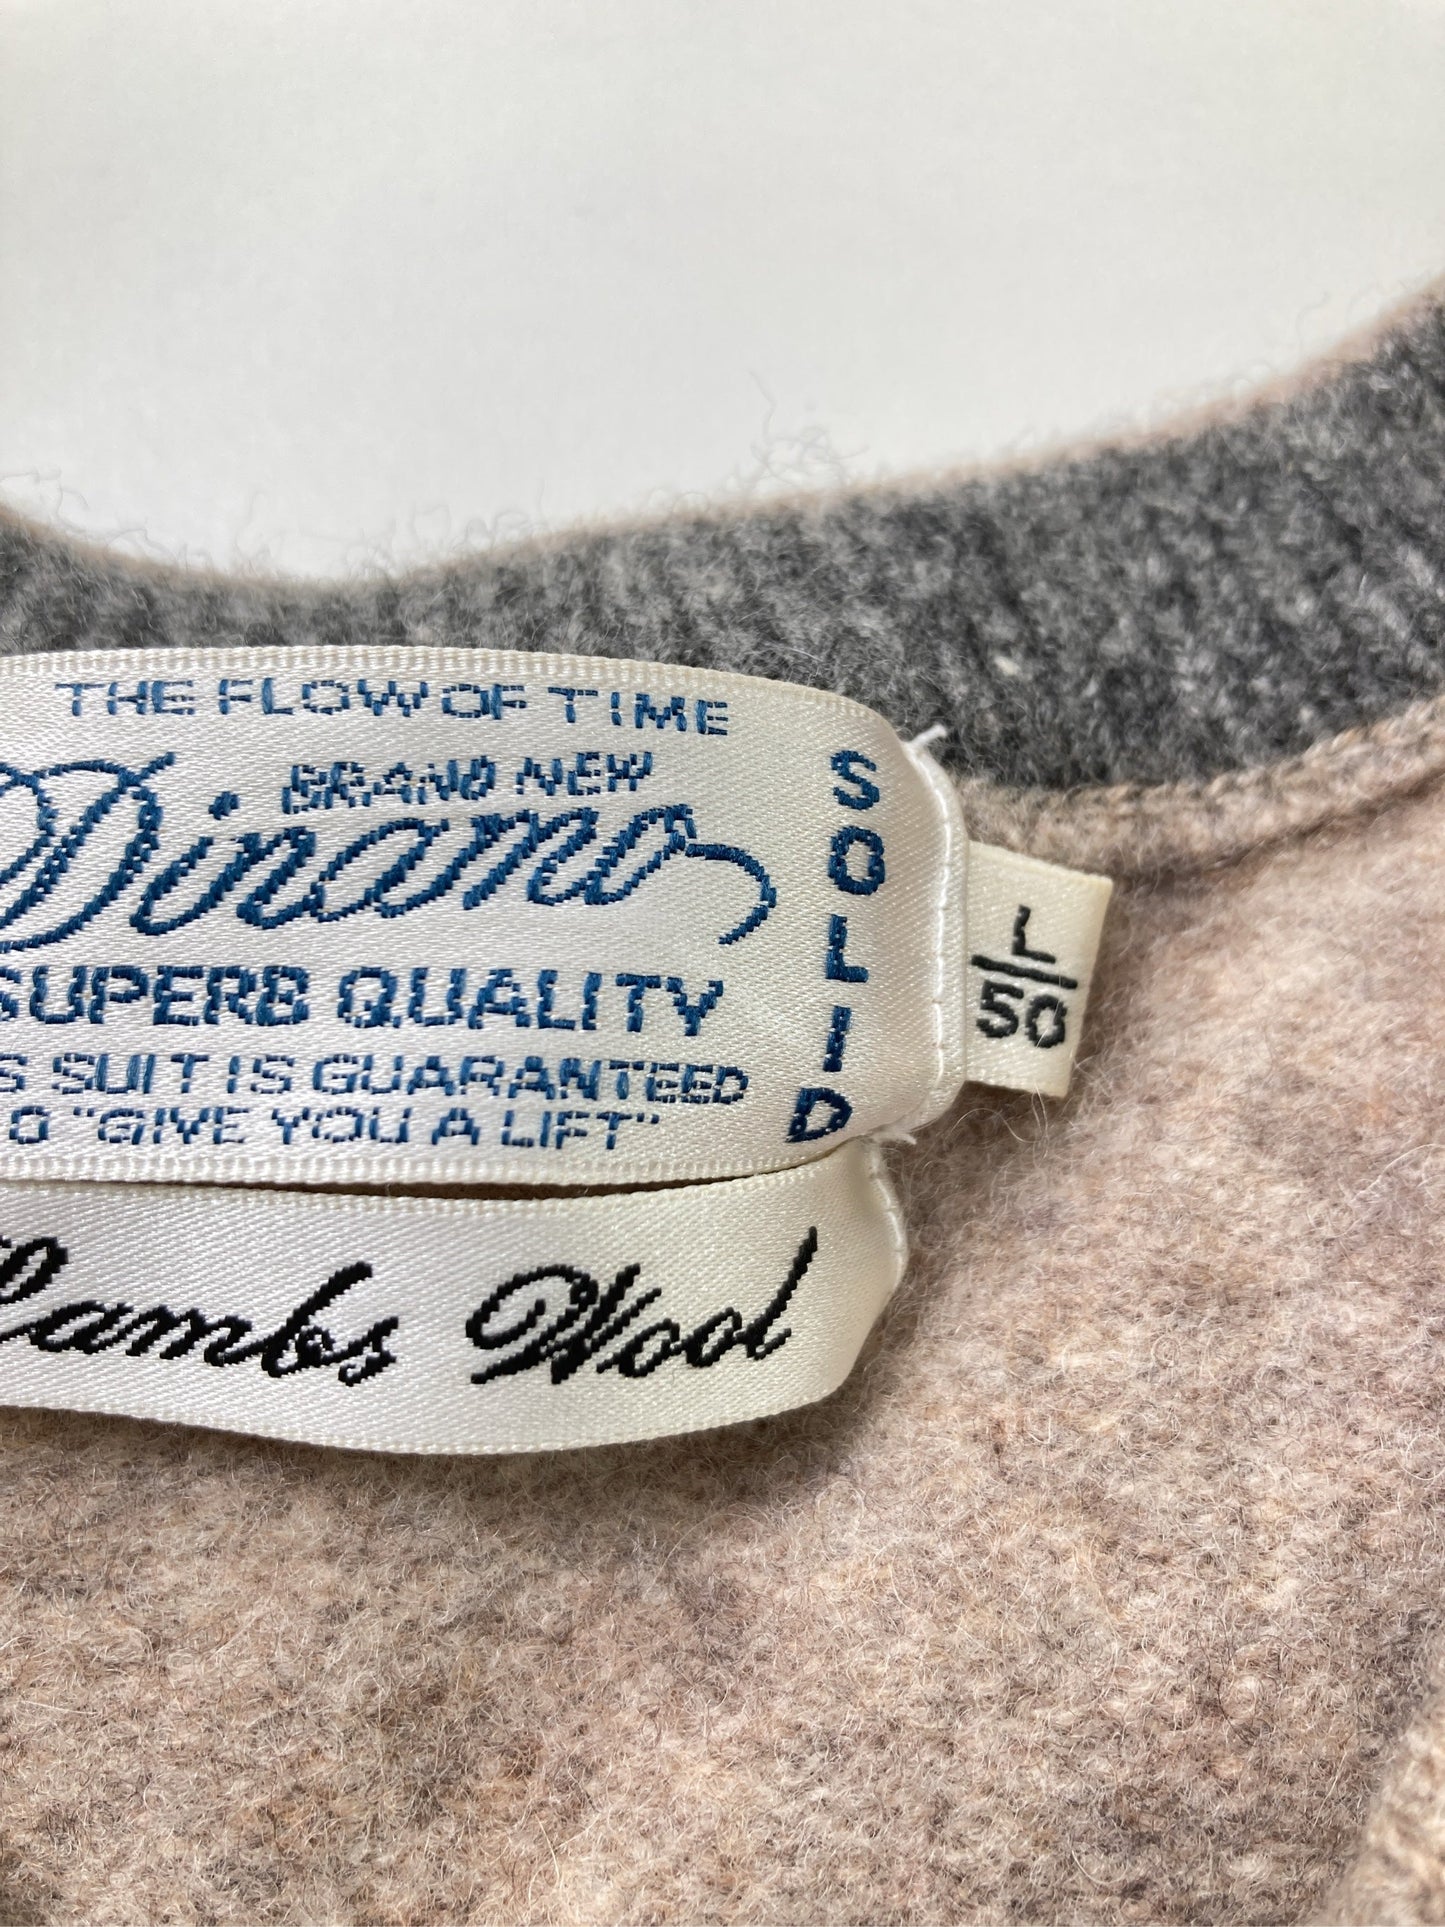 THE FLOW OF TIME
BRAND NEW
Dinamo
SUPERB QUALITY
S SUIT IS GUARANTEED
O "GIVE YOU A LIFT"
SOLID
L/50
Lambs Wool